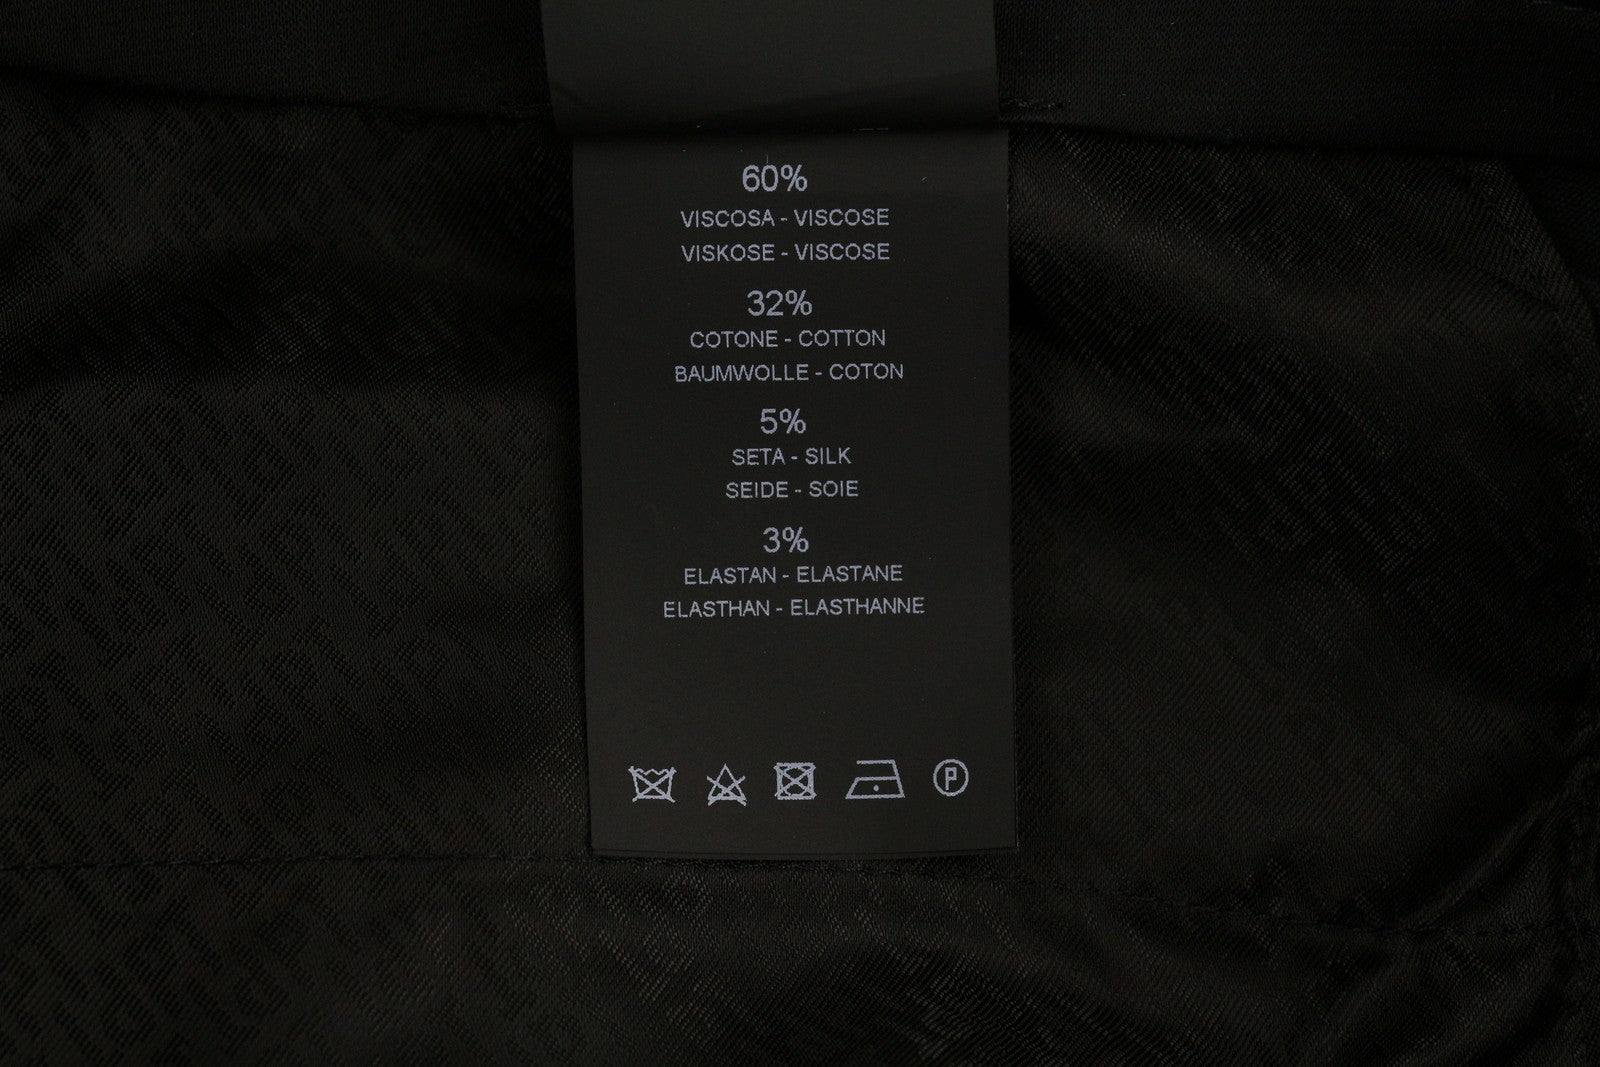 60%
VISCOSA - VISCOSE
VISKOSE - VISCOSE
32%
COTONE - COTTON
BAUMWOLLE - COTON
5%
SETA - SILK
SEIDE - SOIE
3%
ELASTAN - ELASTANE
ELASTHAN - ELASTHANNE
P